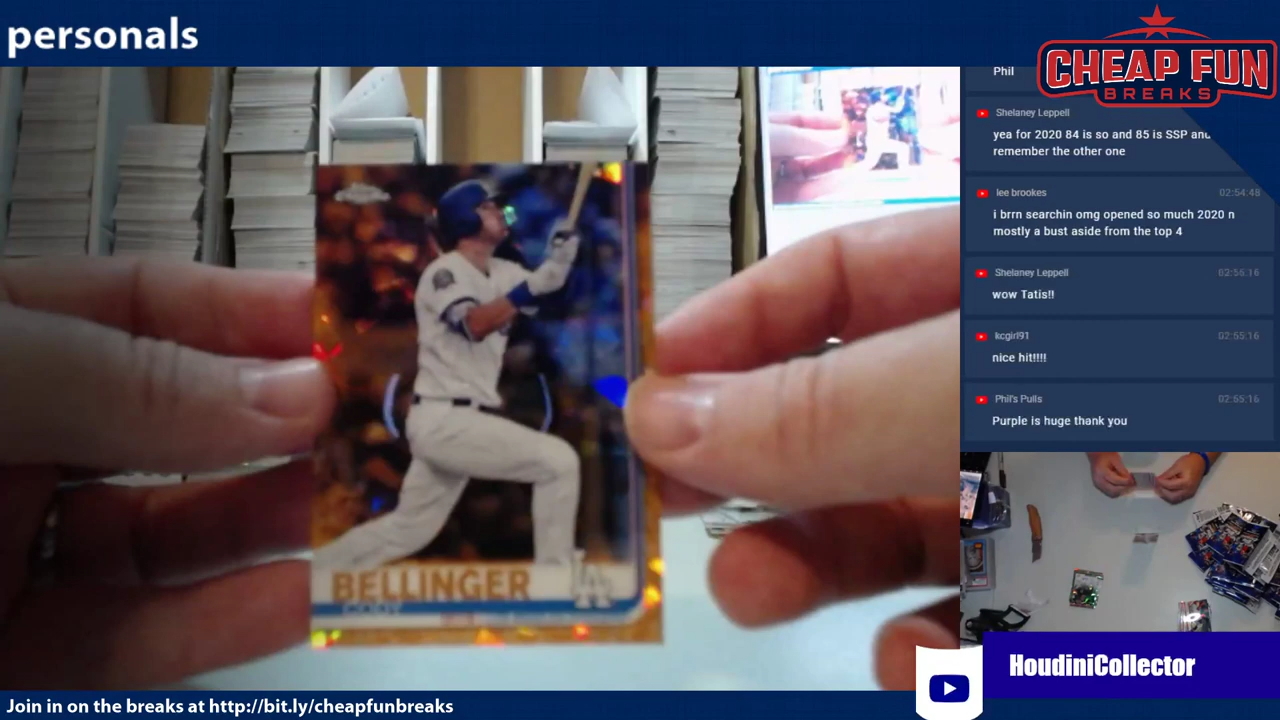 personals
CHEAP FUN
BREAKS
Phil
Shelaney Leppell
yea for 2020 84 is so and 85 is SSP and
remember the other one
lee brookes
02:54:48
i brrn searchin omg opened so much 2020 n
mostly a bust aside from the top 4
Shelaney Leppell
02:55:16
wow Tatis!!
kcgirl91
02:55:16
nice hit!!!!
Phil's Pulls
02:55:16
Purple is huge thank you
BELLINGER
CODY
LA
HoudiniCollector
Join in on the breaks at http://bit.ly/cheapfunbreaks